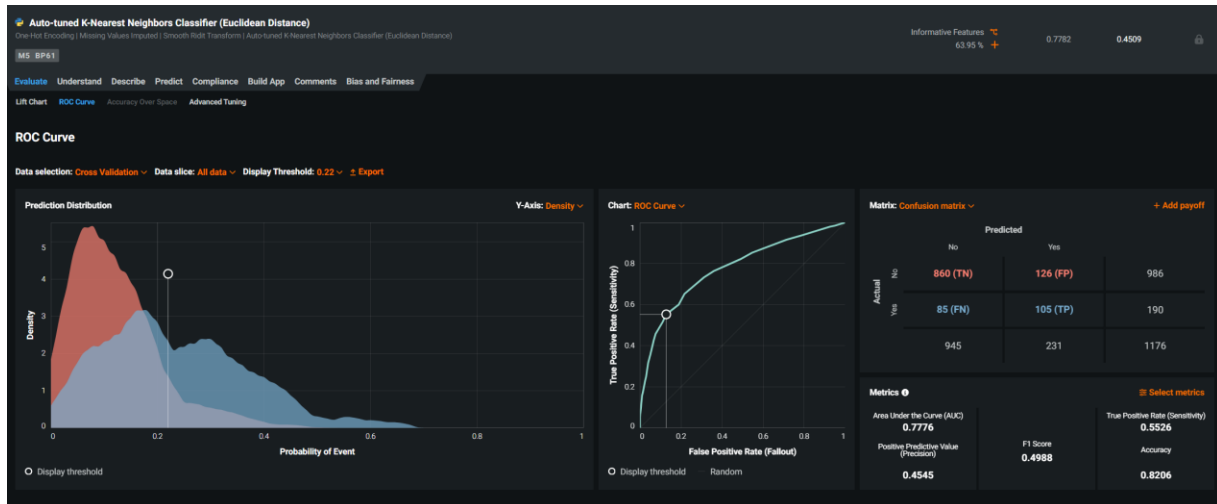 Auto-tuned K-Nearest Neighbors Classifier (Euclidean Distance)
One-Hot Encoding | Missing Values Imputed | Smooth Ridit Transform | Auto-tuned K-Nearest Neighbors Classifier (Euclidean Distance)
M5 BP61
Informative Features
63.95 %
0.7782
0.4509
Evaluate Understand Describe Predict Compliance Build App Comments Bias and Fairness
Lift Chart ROC Curve Accuracy Over Space Advanced Tuning
ROC Curve
Data selection: Cross Validation Data slice: All data Display Threshold: 0.22 Export
Prediction Distribution
Y-Axis: Density
Density
5
4
3
2
1
0
0 0.2 0.4 0.6 0.8 1
Probability of Event
Display threshold
Chart: ROC Curve
True Positive Rate (Sensitivity)
1
0.8
0.6
0.4
0.2
0
0 0.2 0.4 0.6 0.8 1
False Positive Rate (Fallout)
Display threshold Random
Matrix: Confusion matrix
+ Add payoff
Predicted
No Yes
Actual
No 860 (TN) 126 (FP) 986
Yes 85 (FN) 105 (TP) 190
945 231 1176
Metrics
Select metrics
Area Under the Curve (AUC)
0.7776
True Positive Rate (Sensitivity)
0.5526
Positive Predictive Value
(Precision)
0.4545
F1 Score
0.4988
Accuracy
0.8206